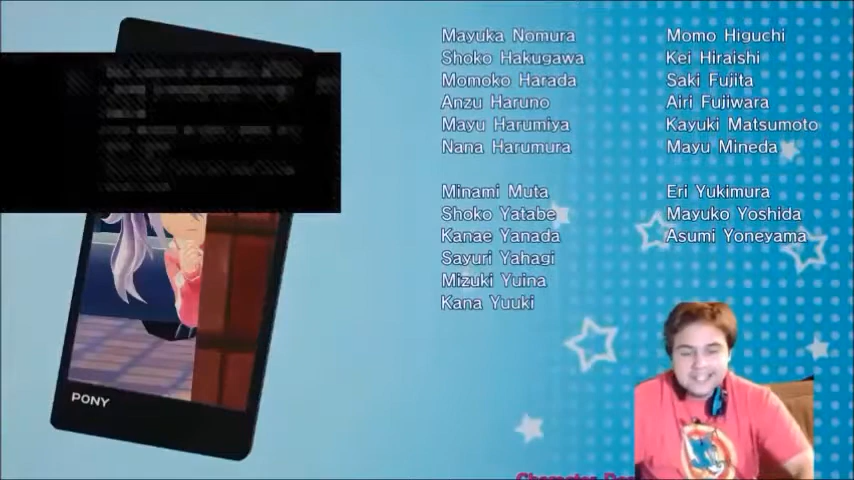 Mayuka Nomura
Shoko Hakugawa
Momoko Harada
Anzu Haruno
Mayu Harumiya
Nana Harumura
Minami Muta
Shoko Yatabe
Kanae Yanada
Sayuri Yahagi
Mizuki Yuina
Kana Yuuki
Momo Higuchi
Kei Hiraishi
Saki Fujita
Airi Fujiwara
Kayuki Matsumoto
Mayu Mineda
Eri Yukimura
Mayuko Yoshida
Asumi Yoneyama
PONY
Character